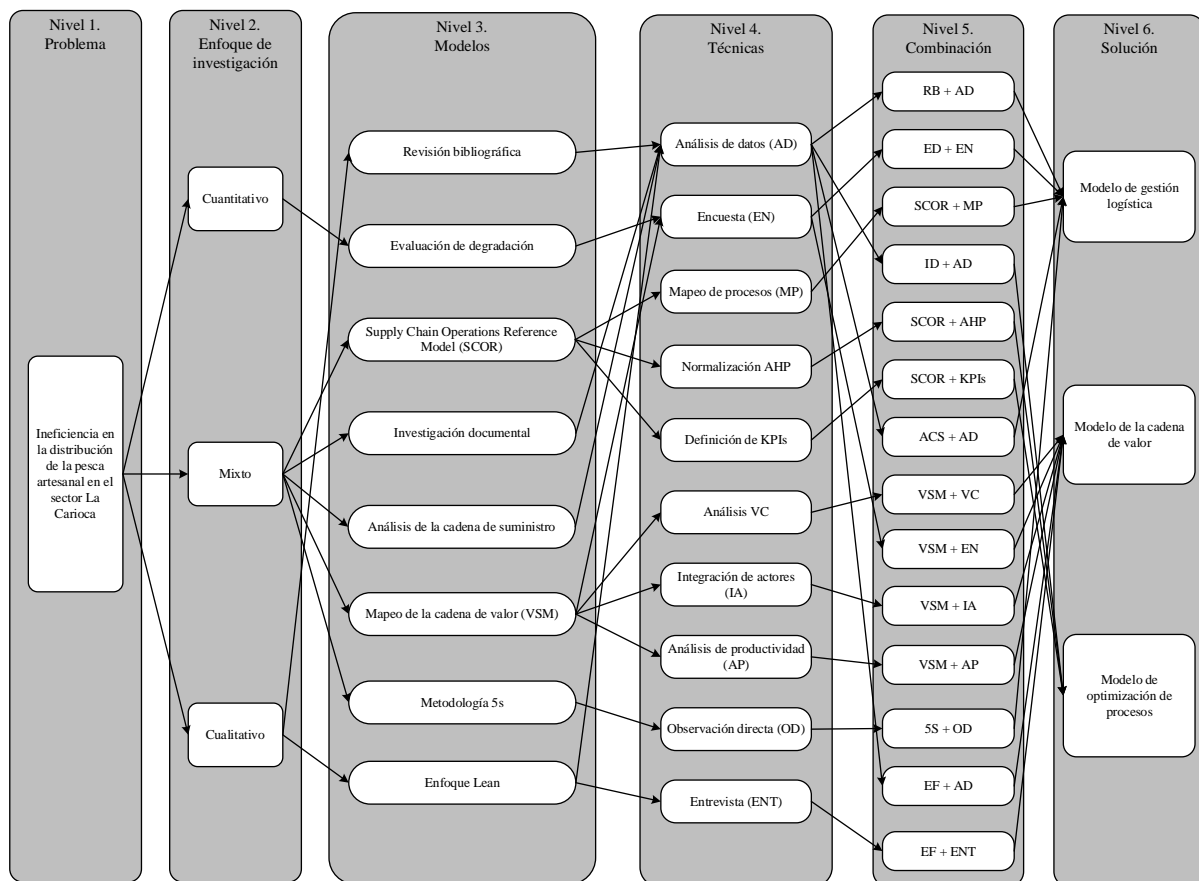 Nivel 1.
Problema
Ineficiencia en
la distribución
de la pesca
artesanal en el
sector La
Carioca
Nivel 2.
Enfoque de
investigación
Cuantitativo
Mixto
Cualitativo
Nivel 3.
Modelos
Revisión bibliográfica
Evaluación de degradación
Supply Chain Operations Reference
Model (SCOR)
Investigación documental
Análisis de la cadena de suministro
Mapeo de la cadena de valor (VSM)
Metodología 5s
Enfoque Lean
Nivel 4.
Técnicas
Análisis de datos (AD)
Encuesta (EN)
Mapeo de procesos (MP)
Normalización AHP
Definición de KPIs
Análisis VC
Integración de actores
(IA)
Análisis de productividad
(AP)
Observación directa (OD)
Entrevista (ENT)
Nivel 5.
Combinación
RB + AD
ED + EN
SCOR + MP
ID + AD
SCOR + AHP
SCOR + KPIs
ACS + AD
VSM + VC
VSM + EN
VSM + IA
VSM + AP
5S + OD
EF + AD
EF + ENT
Nivel 6.
Solución
Modelo de gestión
logística
Modelo de la cadena
de valor
Modelo de
optimización de
procesos